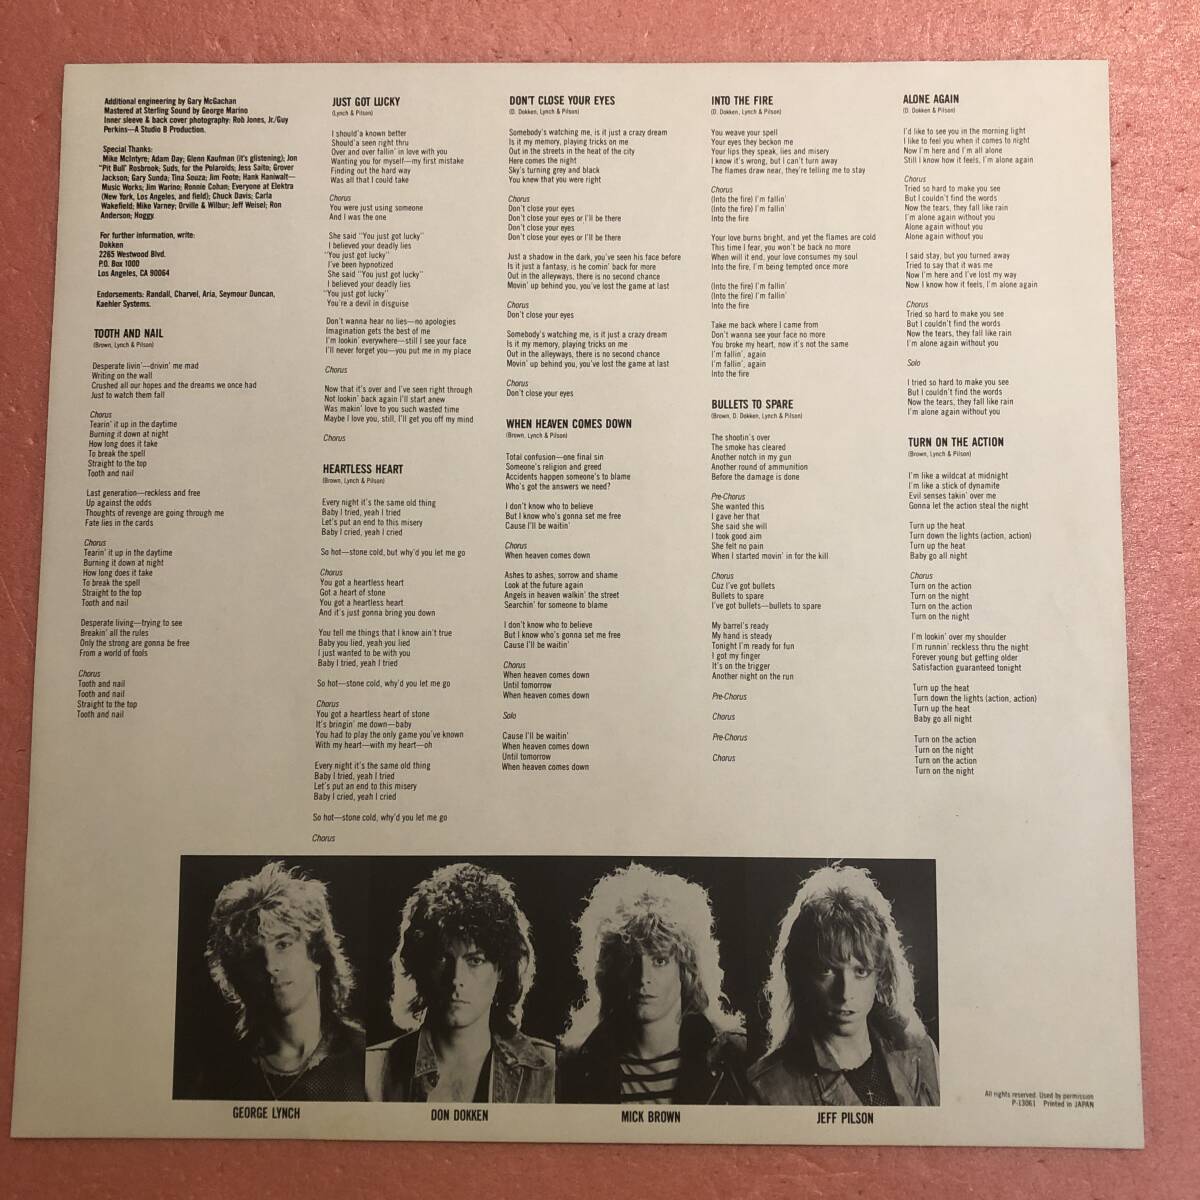 Additional engineering by Gary McGachan
Mastered at Sterling Sound by George Marino
Inner sleeve & back cover photography: Rob Jones, Jr/Guy
Perkins—A Studio B Production.
Special Thanks:
Mike McIntyre; Adam Day; Glenn Kaufman (it's glistening); Jon
"Pit Bull" Rosbrook; Suds, for the Polaroids; Jess Salto; Grover
Jackson; Gary Sunda; Tina Souza; Jim Foote; Hank Haniwalt—
Music Works; Jim Warino; Ronnie Cohan; Everyone at Elektra
(New York, Los Angeles, and field); Chuck Davis; Carla
Wakefield; Mike Varney; Orville & Wilbur; Jeff Weisel; Ron
Anderson; Hoggy.
For further information, write:
Dokken
2265 Westwood Blvd.
P.O. Box 1000
Los Angeles, CA 90064
Endorsements: Randall, Charvel, Aria, Seymour Duncan,
Kaehler Systems.
TOOTH AND NAIL
(Brown, Lynch & Pilson)
Desperate livin'—drivin' me mad
Writing on the wall
Crushed all our hopes and the dreams we once had
Just to watch them fall
Chorus
Tearin' it up in the daytime
Burning it down at night
How long does it take
To break the spell
Straight to the top
Tooth and nail
Last generation—reckless and free
Up against the odds
Thoughts of revenge are going through me
Fate lies in the cards
Chorus
Tearin' it up in the daytime
Burning it down at night
How long does it take
To break the spell
Straight to the top
Tooth and nail
Desperate living—trying to see
Breakin' all the rules
Only the strong are gonna be free
From a world of fools
Chorus
Tooth and nail
Tooth and nail
Straight to the top
Tooth and nail
JUST GOT LUCKY
(Lynch & Pilson)
I should'a known better
Should'a seen right thru
Over and over fallin' in love with you
Wanting you for myself—my first mistake
Finding out the hard way
Was all that I could take
Chorus
You were just using someone
And I was the one
She said "You just got lucky"
I believed your deadly lies
"You just got lucky"
I've been hypnotized
She said "You just got lucky"
I believed your deadly lies
"You just got lucky"
You're a devil in disguise
Don't wanna hear no lies—no apologies
Imagination gets the best of me
I'm lookin' everywhere—still I see your face
I'll never forget you—you put me in my place
Chorus
Now that it's over and I've seen right through
Not lookin' back again I'll start anew
Was makin' love to you such wasted time
Maybe I love you, still, I'll get you off my mind
Chorus
HEARTLESS HEART
(Brown, Lynch & Pilson)
Every night it's the same old thing
Baby I tried, yeah I tried
Let's put an end to this misery
Baby I cried, yeah I cried
So hot—stone cold, but why'd you let me go
Chorus
You got a heartless heart
Got a heart of stone
You got a heartless heart
And it's just gonna bring you down
You tell me things that I know ain't true
Baby you lied, yeah you lied
I just wanted to be with you
Baby I tried, yeah I tried
So hot—stone cold, why'd you let me go
Chorus
You got a heartless heart of stone
It's bringin' me down—baby
You had to play the only game you've known
With my heart—with my heart—oh
Every night it's the same old thing
Baby I tried, yeah I tried
Let's put an end to this misery
Baby I cried, yeah I cried
So hot—stone cold, why'd you let me go
Chorus
DON'T CLOSE YOUR EYES
(D. Dokken, Lynch & Pilson)
Somebody's watching me, is it just a crazy dream
Is it my memory, playing tricks on me
Out in the streets in the heat of the city
Here comes the night
Sky's turning grey and black
You knew that you were right
Chorus
Don't close your eyes
Don't close your eyes or I'll be there
Don't close your eyes
Don't close your eyes or I'll be there
Just a shadow in the dark, you've seen his face before
Is it just a fantasy, is he comin' back for more
Out in the alleyways, there is no second chance
Movin' up behind you, you've lost the game at last
Chorus
Don't close your eyes
Somebody's watching me, is it just a crazy dream
Is it my memory, playing tricks on me
Out in the alleyways, there is no second chance
Movin' up behind you, you've lost the game at last
Chorus
Don't close your eyes
WHEN HEAVEN COMES DOWN
(Brown, Lynch & Pilson)
Total confusion—one final sin
Someone's religion and greed
Accidents happen someone's to blame
Who's got the answers we need?
I don't know who to believe
But I know who's gonna set me free
Cause I'll be waitin'
Chorus
When heaven comes down
Ashes to ashes, sorrow and shame
Look at the future again
Angels in heaven walkin' the street
Searchin' for someone to blame
I don't know who to believe
But I know who's gonna set me free
Cause I'll be waitin'
Chorus
When heaven comes down
Until tomorrow
When heaven comes down
Solo
Cause I'll be waitin'
When heaven comes down
Until tomorrow
When heaven comes down
INTO THE FIRE
(D. Dokken, Lynch & Pilson)
You weave your spell
Your eyes they beckon me
Your lips they speak, lies and misery
I know it's wrong, but I can't turn away
The flames draw near, they're telling me to stay
Chorus
(Into the fire) I'm fallin'
(Into the fire) I'm fallin'
Into the fire
Your love burns bright, and yet the flames are cold
This time I fear, you won't be back no more
When will it end, your love consumes my soul
Into the fire, I'm being tempted once more
(Into the fire) I'm fallin'
(Into the fire) I'm fallin'
Into the fire
Take me back where I came from
Don't wanna see your face no more
You broke my heart, now it's not the same
I'm fallin', again
I'm fallin', again
Into the fire
BULLETS TO SPARE
(Brown, D. Dokken, Lynch & Pilson)
The shootin's over
The smoke has cleared
Another notch in my gun
Another round of ammunition
Before the damage is done
Pre-Chorus
She wanted this
I gave her that
She said she will
I took good aim
She felt no pain
When I started movin' in for the kill
Chorus
Cuz I've got bullets
Bullets to spare
I've got bullets—bullets to spare
My barrel's ready
My hand is steady
Tonight I'm ready for fun
I got my finger
It's on the trigger
Another night on the run
Pre-Chorus
Chorus
Pre-Chorus
Chorus
ALONE AGAIN
(D. Dokken & Pilson)
I'd like to see you in the morning light
I like to feel you when it comes to night
Now I'm here and I'm all alone
Still I know how it feels, I'm alone again
Chorus
Tried so hard to make you see
But I couldn't find the words
Now the tears, they fall like rain
I'm alone again without you
Alone again without you
Alone again without you
I said stay, but you turned away
Tried to say that it was me
Now I'm here and I've lost my way
Now I know how it feels, I'm alone again
Chorus
Tried so hard to make you see
But I couldn't find the words
Now the tears, they fall like rain
I'm alone again without you
Solo
I tried so hard to make you see
But I couldn't find the words
Now the tears, they fall like rain
I'm alone again without you
TURN ON THE ACTION
(Brown, Lynch & Pilson)
I'm like a wildcat at midnight
I'm like a stick of dynamite
Evil senses takin' over me
Gonna let the action steal the night
Turn up the heat
Turn down the lights (action, action)
Turn up the heat
Baby go all night
Chorus
Turn on the action
Turn on the night
Turn on the action
Turn on the night
I'm lookin' over my shoulder
I'm runnin' reckless thru the night
Forever young but getting older
Satisfaction guaranteed tonight
Turn up the heat
Turn down the lights (action, action)
Turn up the heat
Baby go all night
Turn on the action
Turn on the night
Turn on the action
Turn on the night
GEORGE LYNCH
DON DOKKEN
MICK BROWN
JEFF PILSON
All rights reserved. Used by permission
P-13061 Printed in JAPAN